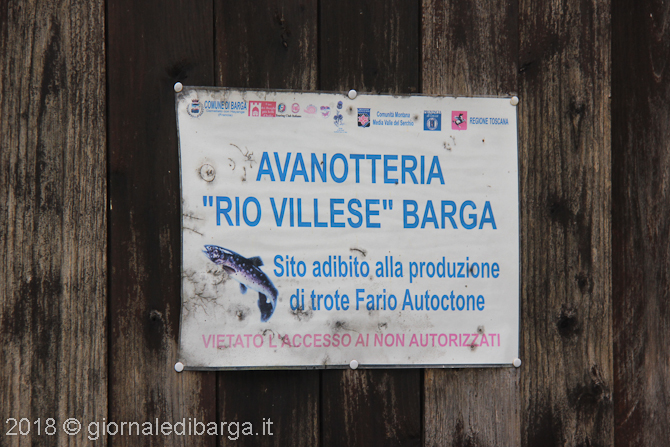 COMUNE DI BARGA
Comunità Montana
Media Valle del Serchio
REGIONE TOSCANA
AVANOTTERIA
"RIO VILLESE" BARGA
Sito adibito alla produzione
di trote Fario Autoctone
VIETATO L'ACCESSO AI NON AUTORIZZATI
2018 © giornaledibarga.it